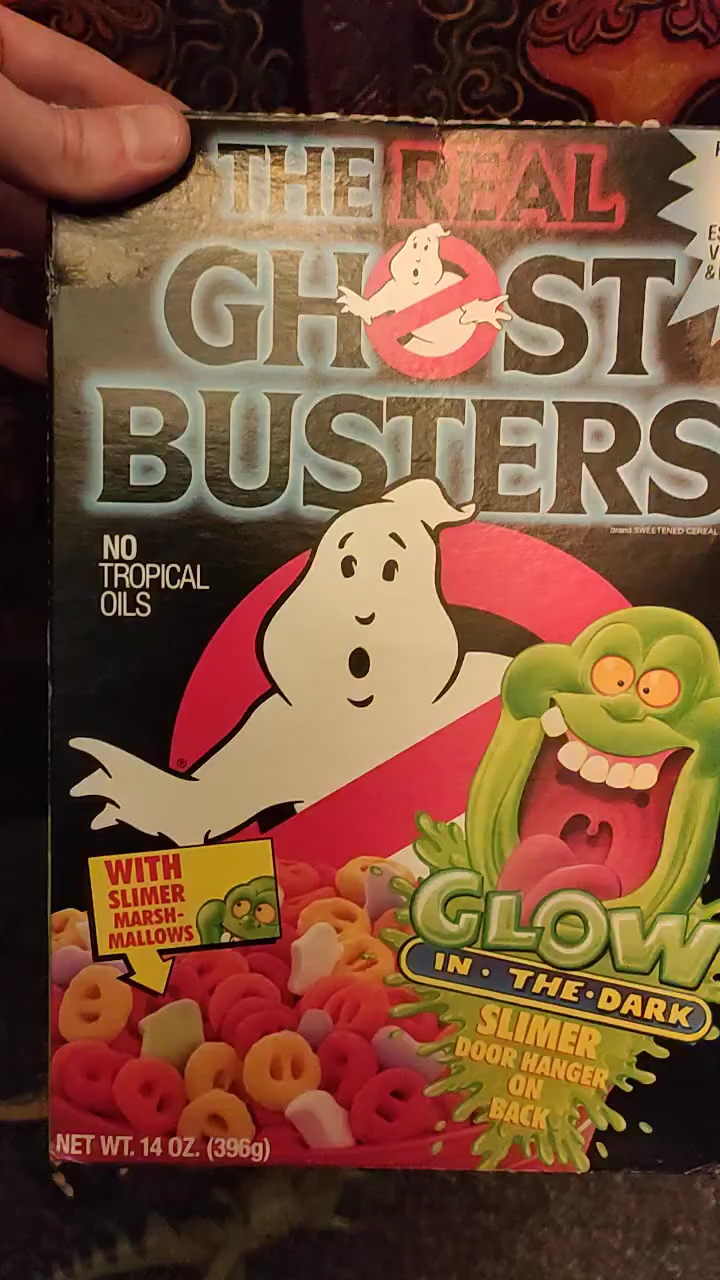 THE REAL
GHOST
BUSTERS
brand SWEETENED CEREAL
NO
TROPICAL
OILS
®
WITH
SLIMER
MARSH-
MALLOWS
GLOW
IN · THE · DARK
SLIMER
DOOR HANGER
ON
BACK
NET WT. 14 OZ. (396g)